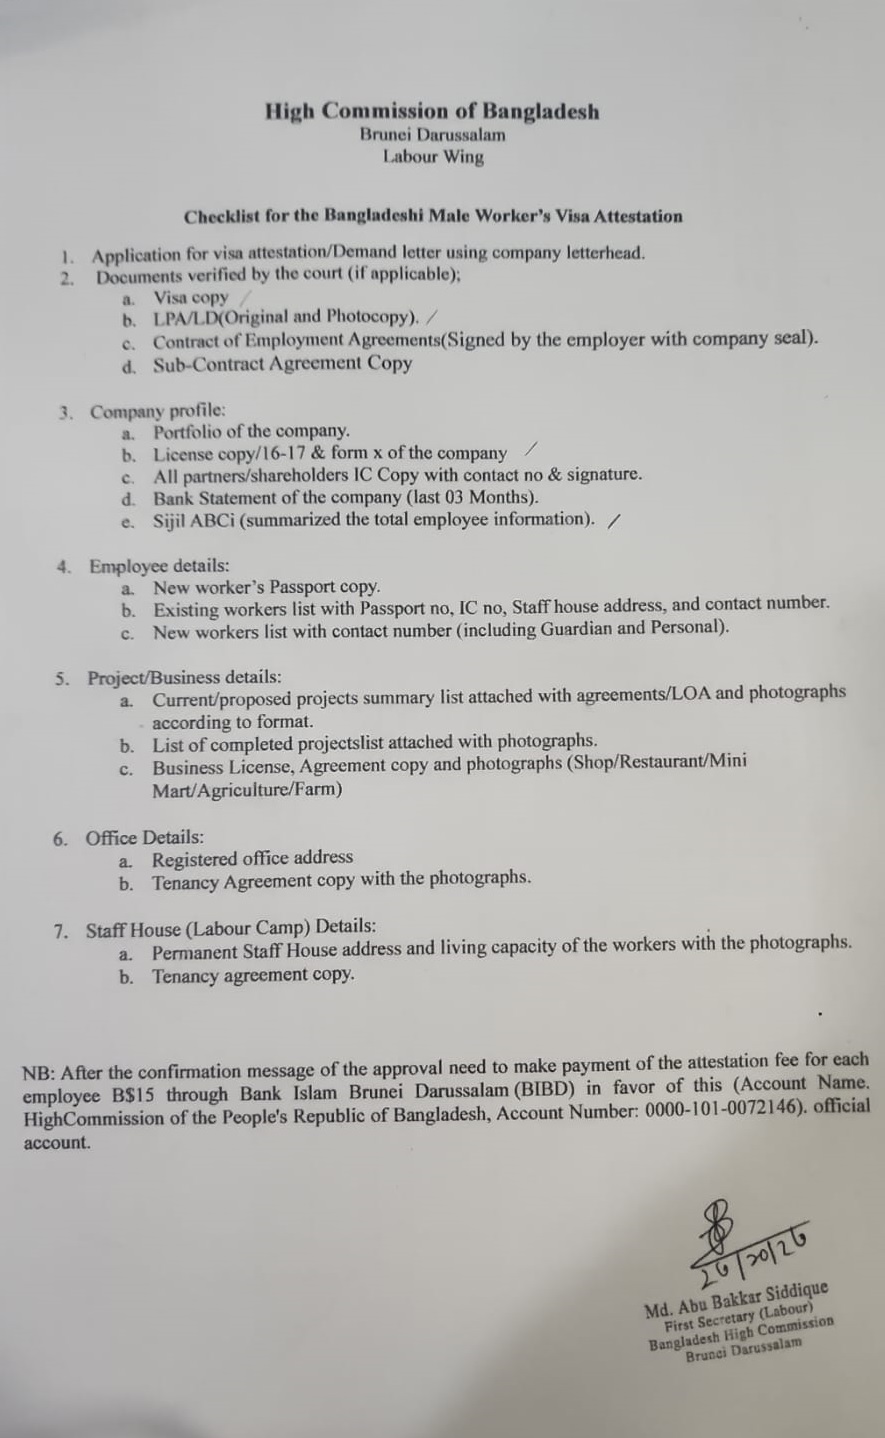 High Commission of Bangladesh
Brunei Darussalam
Labour Wing
Checklist for the Bangladeshi Male Worker's Visa Attestation
1. Application for visa attestation/Demand letter using company letterhead.
2. Documents verified by the court (if applicable);
a. Visa copy /
b. LPA/LD(Original and Photocopy). /
c. Contract of Employment Agreements(Signed by the employer with company seal).
d. Sub-Contract Agreement Copy
3. Company profile:
a. Portfolio of the company.
b. License copy/16-17 & form x of the company /
c. All partners/shareholders IC Copy with contact no & signature.
d. Bank Statement of the company (last 03 Months).
e. Sijil ABCi (summarized the total employee information). /
4. Employee details:
a. New worker's Passport copy.
b. Existing workers list with Passport no, IC no, Staff house address, and contact number.
c. New workers list with contact number (including Guardian and Personal).
5. Project/Business details:
a. Current/proposed projects summary list attached with agreements/LOA and photographs
according to format.
b. List of completed projectslist attached with photographs.
c. Business License, Agreement copy and photographs (Shop/Restaurant/Mini
Mart/Agriculture/Farm)
6. Office Details:
a. Registered office address
b. Tenancy Agreement copy with the photographs.
7. Staff House (Labour Camp) Details:
a. Permanent Staff House address and living capacity of the workers with the photographs.
b. Tenancy agreement copy.
NB: After the confirmation message of the approval need to make payment of the attestation fee for each
employee B$15 through Bank Islam Brunei Darussalam (BIBD) in favor of this (Account Name.
HighCommission of the People's Republic of Bangladesh, Account Number: 0000-101-0072146). official
account.
Md. Abu Bakkar Siddique
First Secretary (Labour)
Bangladesh High Commission
Brunei Darussalam